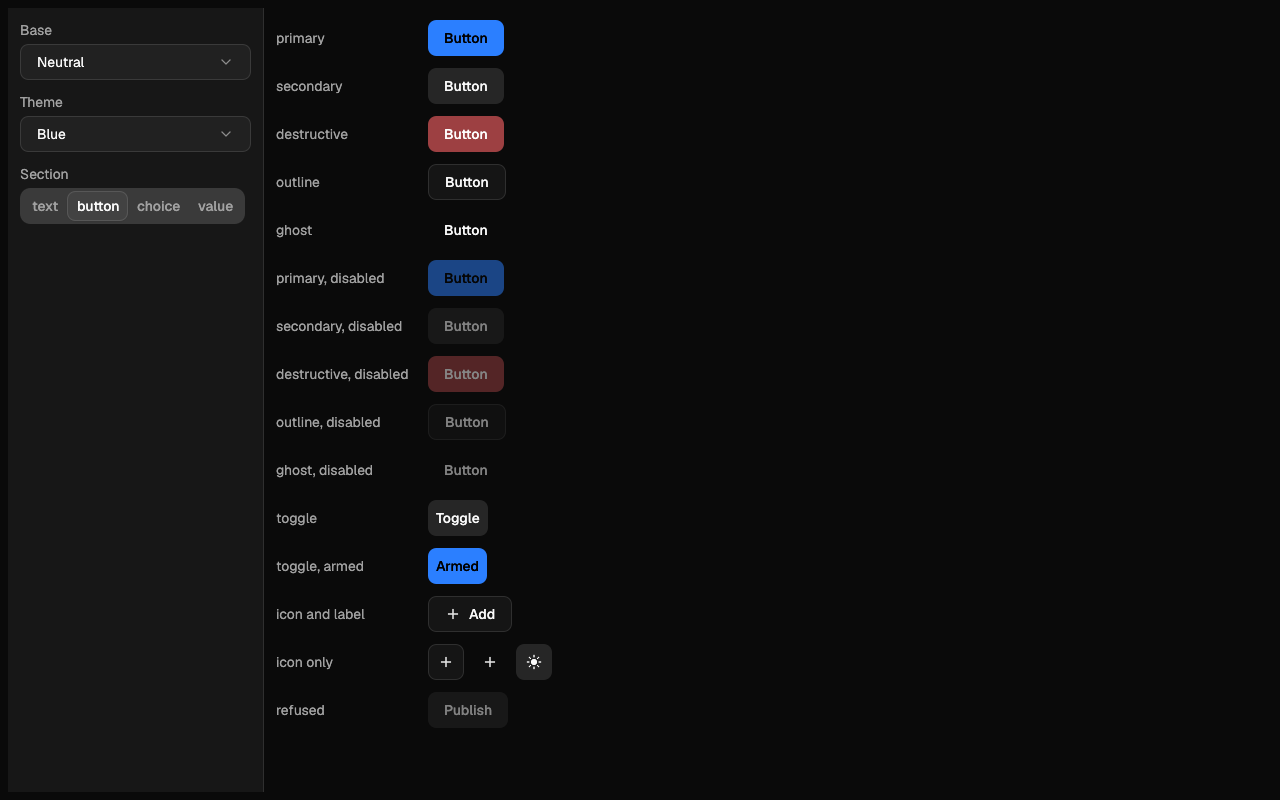 Base
Neutral
Theme
Blue
Section
text button choice value
primary Button
secondary Button
destructive Button
outline Button
ghost Button
primary, disabled Button
secondary, disabled Button
destructive, disabled Button
outline, disabled Button
ghost, disabled Button
toggle Toggle
toggle, armed Armed
icon and label Add
icon only
refused Publish